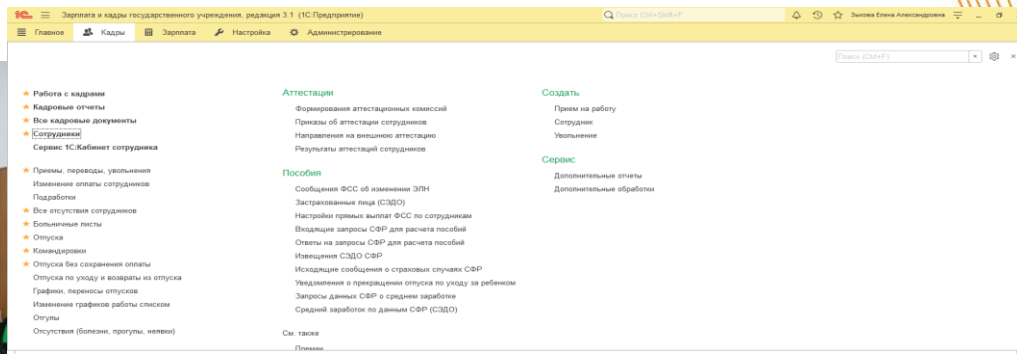 1С Зарплата и кадры государственного учреждения, редакция 3.1 (1С:Предприятие) Поиск Ctrl+Shift+F Зыкова Елена Александровна
Главное Кадры Зарплата Настройка Администрирование
Поиск (Ctrl+F)
Работа с кадрами
Кадровые отчеты
Все кадровые документы
Сотрудники
Сервис 1С:Кабинет сотрудника
Приемы, переводы, увольнения
Изменение оплаты сотрудников
Подработки
Все отсутствия сотрудников
Больничные листы
Отпуска
Командировки
Отпуска без сохранения оплаты
Отпуска по уходу и возвраты из отпуска
Графики, переносы отпусков
Изменение графиков работы списком
Отгулы
Отсутствия (болезни, прогулы, неявки)
Аттестации
Формирования аттестационных комиссий
Приказы об аттестации сотрудников
Направления на внешнюю аттестацию
Результаты аттестаций сотрудников
Пособия
Сообщения ФСС об изменении ЭЛН
Застрахованные лица (СЭДО)
Настройки прямых выплат ФСС по сотрудникам
Входящие запросы СФР для расчета пособий
Ответы на запросы СФР для расчета пособий
Извещения СЭДО СФР
Исходящие сообщения о страховых случаях СФР
Уведомления о прекращении отпуска по уходу за ребенком
Запросы данных СФР о среднем заработке
Средний заработок по данным СФР (СЭДО)
См. также
Премии
Создать
Прием на работу
Сотрудник
Увольнение
Сервис
Дополнительные отчеты
Дополнительные обработки